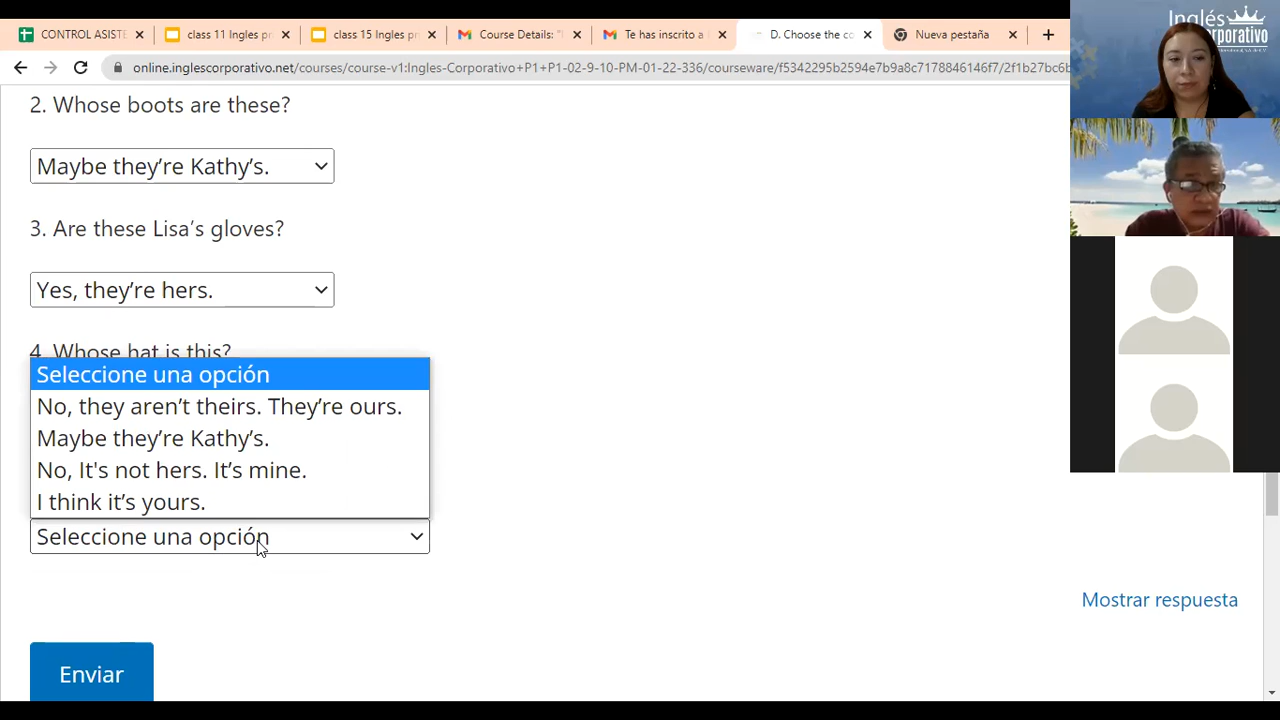 CONTROL ASISTE
class 11 Ingles pr
class 15 Ingles pr
Course Details: "
Te has inscrito a
D. Choose the co
Nueva pestaña
Inglés
Corporativo
online.inglescorporativo.net/courses/course-v1:Ingles-Corporativo+P1+P1-02-9-10-PM-01-22-336/courseware/f5342295b2594e7b9a8c7178846146f7/2f1b27bc6b
2. Whose boots are these?
Maybe they’re Kathy’s.
3. Are these Lisa’s gloves?
Yes, they’re hers.
4. Whose hat is this?
Seleccione una opción
No, they aren’t theirs. They’re ours.
Maybe they’re Kathy’s.
No, It's not hers. It’s mine.
I think it’s yours.
Seleccione una opción
Mostrar respuesta
Enviar